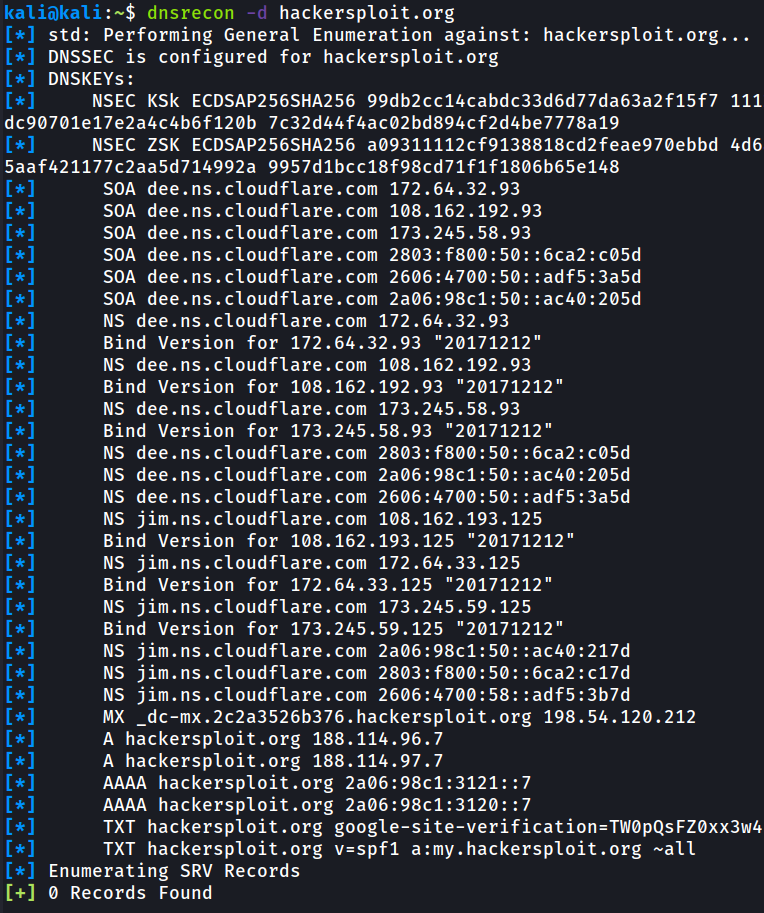 kali@kali:~$ dnsrecon -d hackersploit.org
[*] std: Performing General Enumeration against: hackersploit.org...
[*] DNSSEC is configured for hackersploit.org
[*] DNSKEYs:
[*]     NSEC KSk ECDSAP256SHA256 99db2cc14cabdc33d6d77da63a2f15f7 111
dc90701e17e2a4c4b6f120b 7c32d44f4ac02bd894cf2d4be7778a19
[*]     NSEC ZSK ECDSAP256SHA256 a09311112cf9138818cd2feae970ebbd 4d6
5aaf421177c2aa5d714992a 9957d1bcc18f98cd71f1f1806b65e148
[*]      SOA dee.ns.cloudflare.com 172.64.32.93
[*]      SOA dee.ns.cloudflare.com 108.162.192.93
[*]      SOA dee.ns.cloudflare.com 173.245.58.93
[*]      SOA dee.ns.cloudflare.com 2803:f800:50::6ca2:c05d
[*]      SOA dee.ns.cloudflare.com 2606:4700:50::adf5:3a5d
[*]      SOA dee.ns.cloudflare.com 2a06:98c1:50::ac40:205d
[*]      NS dee.ns.cloudflare.com 172.64.32.93
[*]      Bind Version for 172.64.32.93 "20171212"
[*]      NS dee.ns.cloudflare.com 108.162.192.93
[*]      Bind Version for 108.162.192.93 "20171212"
[*]      NS dee.ns.cloudflare.com 173.245.58.93
[*]      Bind Version for 173.245.58.93 "20171212"
[*]      NS dee.ns.cloudflare.com 2803:f800:50::6ca2:c05d
[*]      NS dee.ns.cloudflare.com 2a06:98c1:50::ac40:205d
[*]      NS dee.ns.cloudflare.com 2606:4700:50::adf5:3a5d
[*]      NS jim.ns.cloudflare.com 108.162.193.125
[*]      Bind Version for 108.162.193.125 "20171212"
[*]      NS jim.ns.cloudflare.com 172.64.33.125
[*]      Bind Version for 172.64.33.125 "20171212"
[*]      NS jim.ns.cloudflare.com 173.245.59.125
[*]      Bind Version for 173.245.59.125 "20171212"
[*]      NS jim.ns.cloudflare.com 2a06:98c1:50::ac40:217d
[*]      NS jim.ns.cloudflare.com 2803:f800:50::6ca2:c17d
[*]      NS jim.ns.cloudflare.com 2606:4700:58::adf5:3b7d
[*]      MX _dc-mx.2c2a3526b376.hackersploit.org 198.54.120.212
[*]      A hackersploit.org 188.114.96.7
[*]      A hackersploit.org 188.114.97.7
[*]      AAAA hackersploit.org 2a06:98c1:3121::7
[*]      AAAA hackersploit.org 2a06:98c1:3120::7
[*]      TXT hackersploit.org google-site-verification=TW0pQsFZ0xx3w4
[*]      TXT hackersploit.org v=spf1 a:my.hackersploit.org ~all
[*] Enumerating SRV Records
[+] 0 Records Found